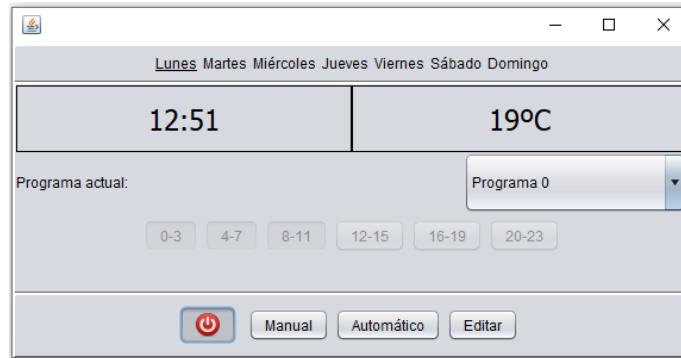 Lunes Martes Miércoles Jueves Viernes Sábado Domingo
12:51 19ºC
Programa actual: Programa 0
0-3 4-7 8-11 12-15 16-19 20-23
Manual Automático Editar